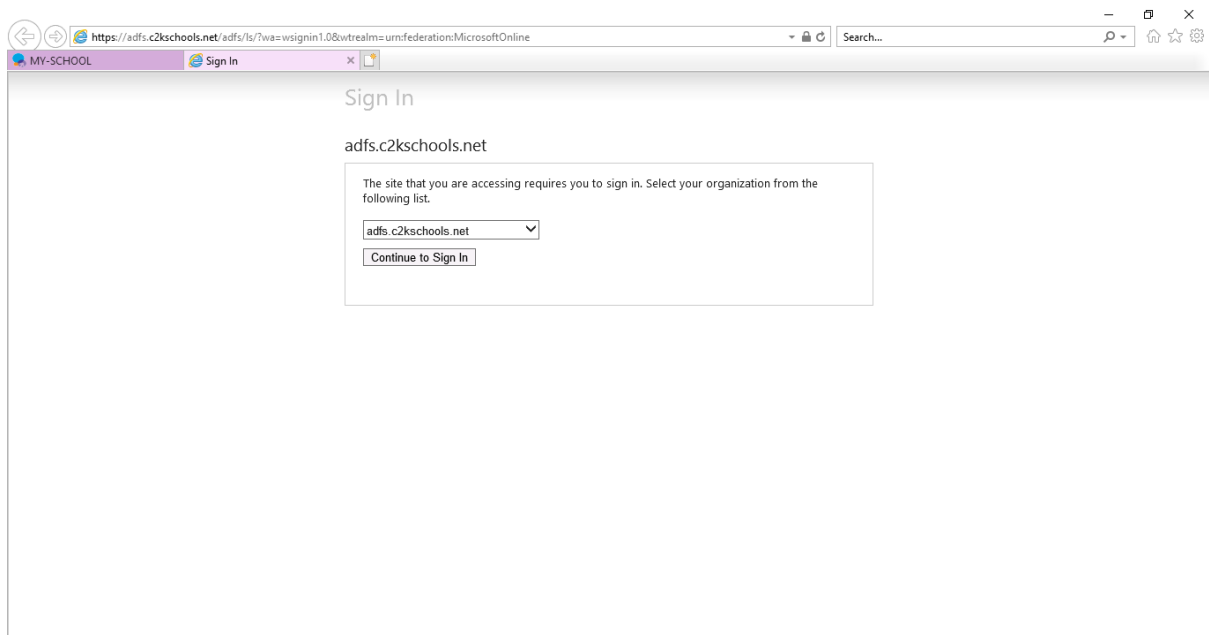 https://adfs.c2kschools.net/adfs/ls/?wa=wsignin1.0&wtrealm=urn:federation:MicrosoftOnline
Search...
MY-SCHOOL
Sign In
Sign In
adfs.c2kschools.net
The site that you are accessing requires you to sign in. Select your organization from the
following list.
adfs.c2kschools.net
Continue to Sign In